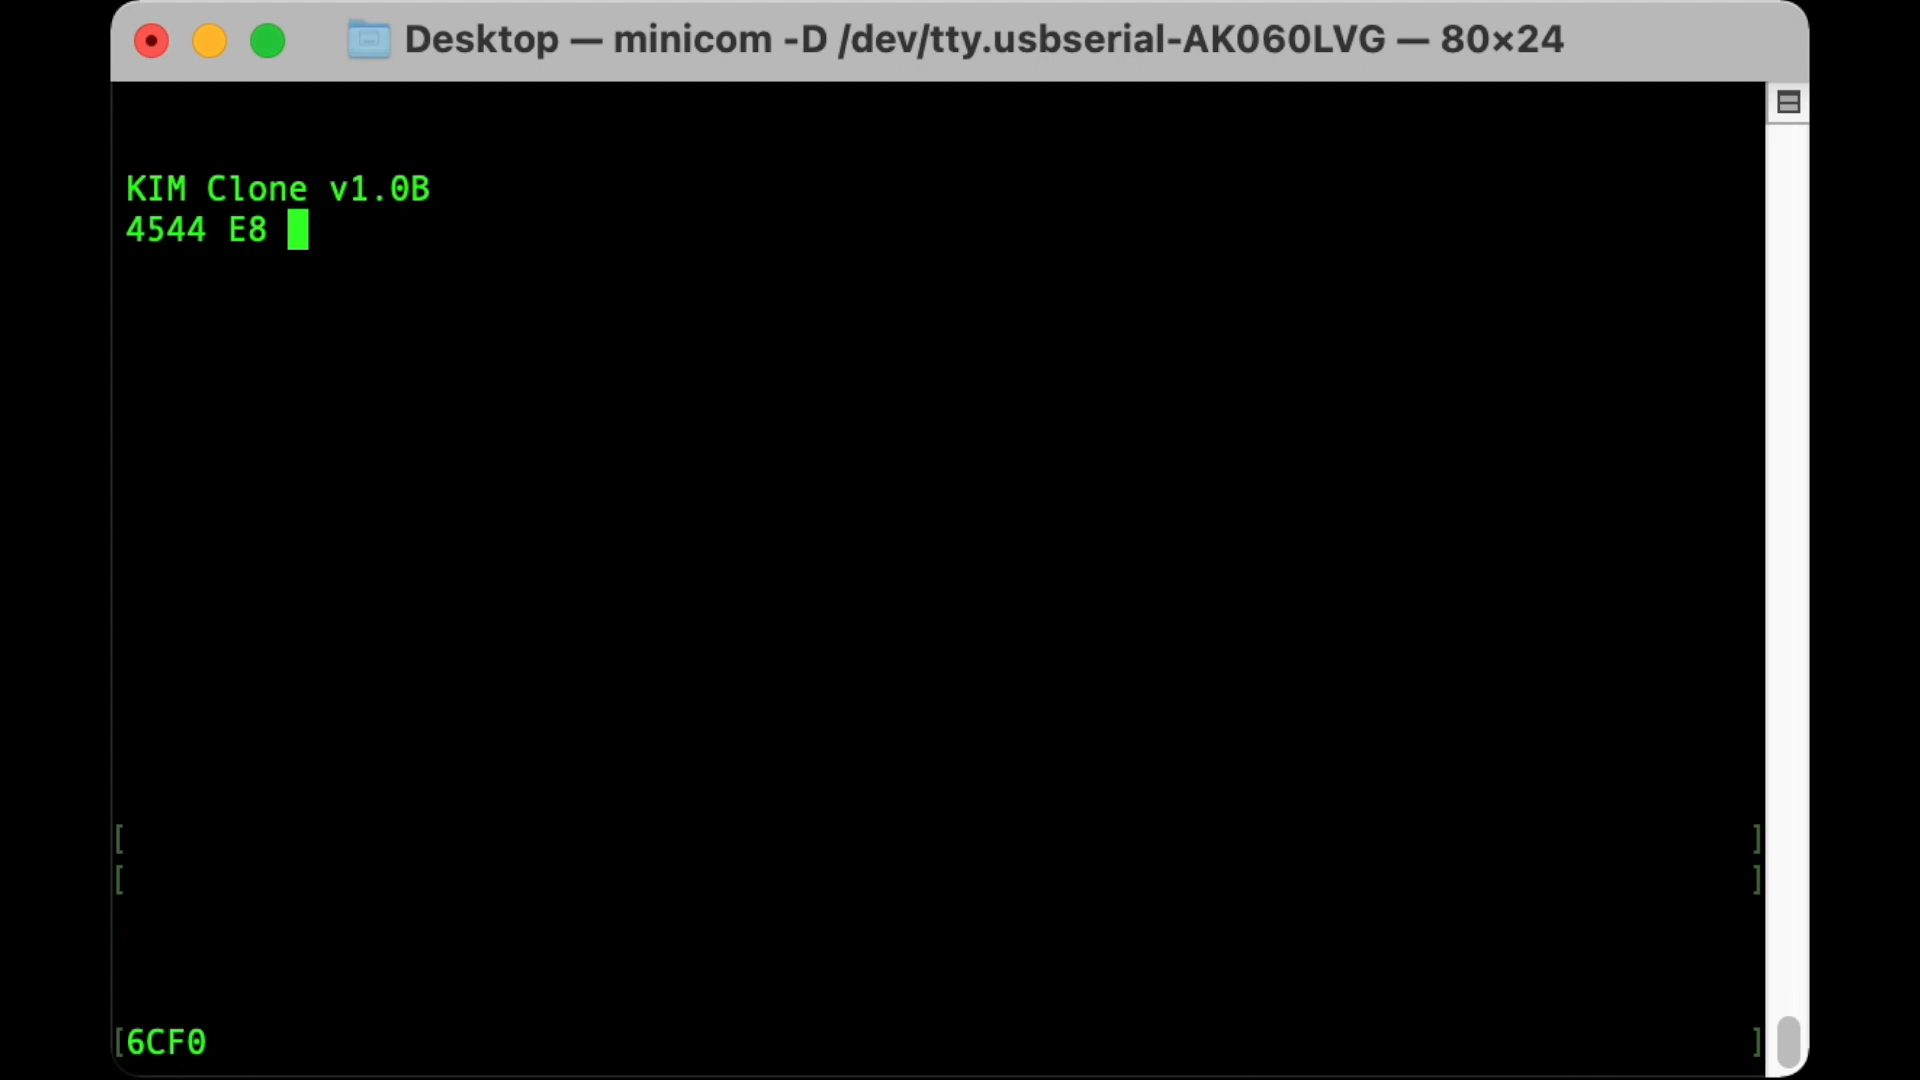 Desktop — minicom -D /dev/tty.usbserial-AK060LVG — 80×24
KIM Clone v1.0B
4544 E8
[ ]
[ ]
[6CF0 ]